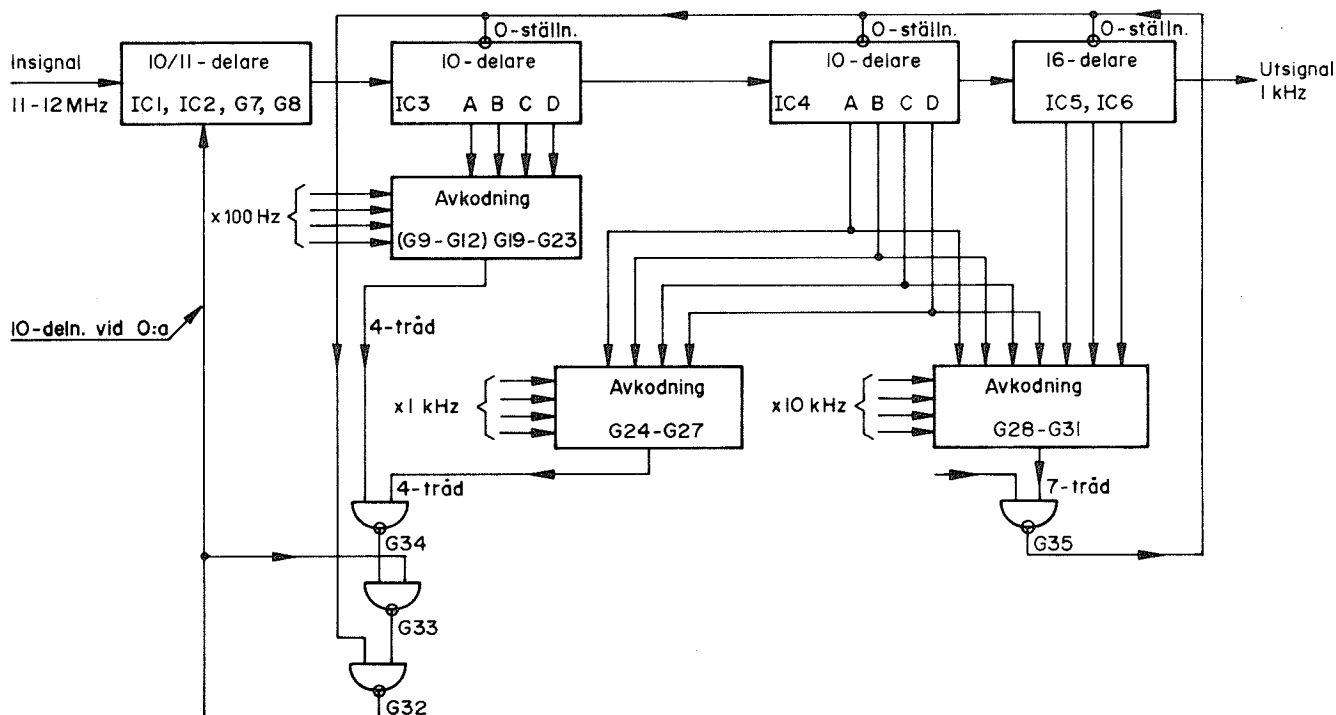 Insignal
11-12 MHz
10/11-delare
IC1, IC2, G7, G8
0-ställn.
10-delare
IC3 A B C D
0-ställn.
10-delare
IC4 A B C D
0-ställn.
16-delare
IC5, IC6
Utsignal
1 kHz
x 100 Hz
Avkodning
(G9-G12) G19-G23
10-deln. vid 0:a
4-tråd
x 1 kHz
Avkodning
G24-G27
x 10 kHz
Avkodning
G28-G31
4-tråd
7-tråd
G34
G35
G33
G32